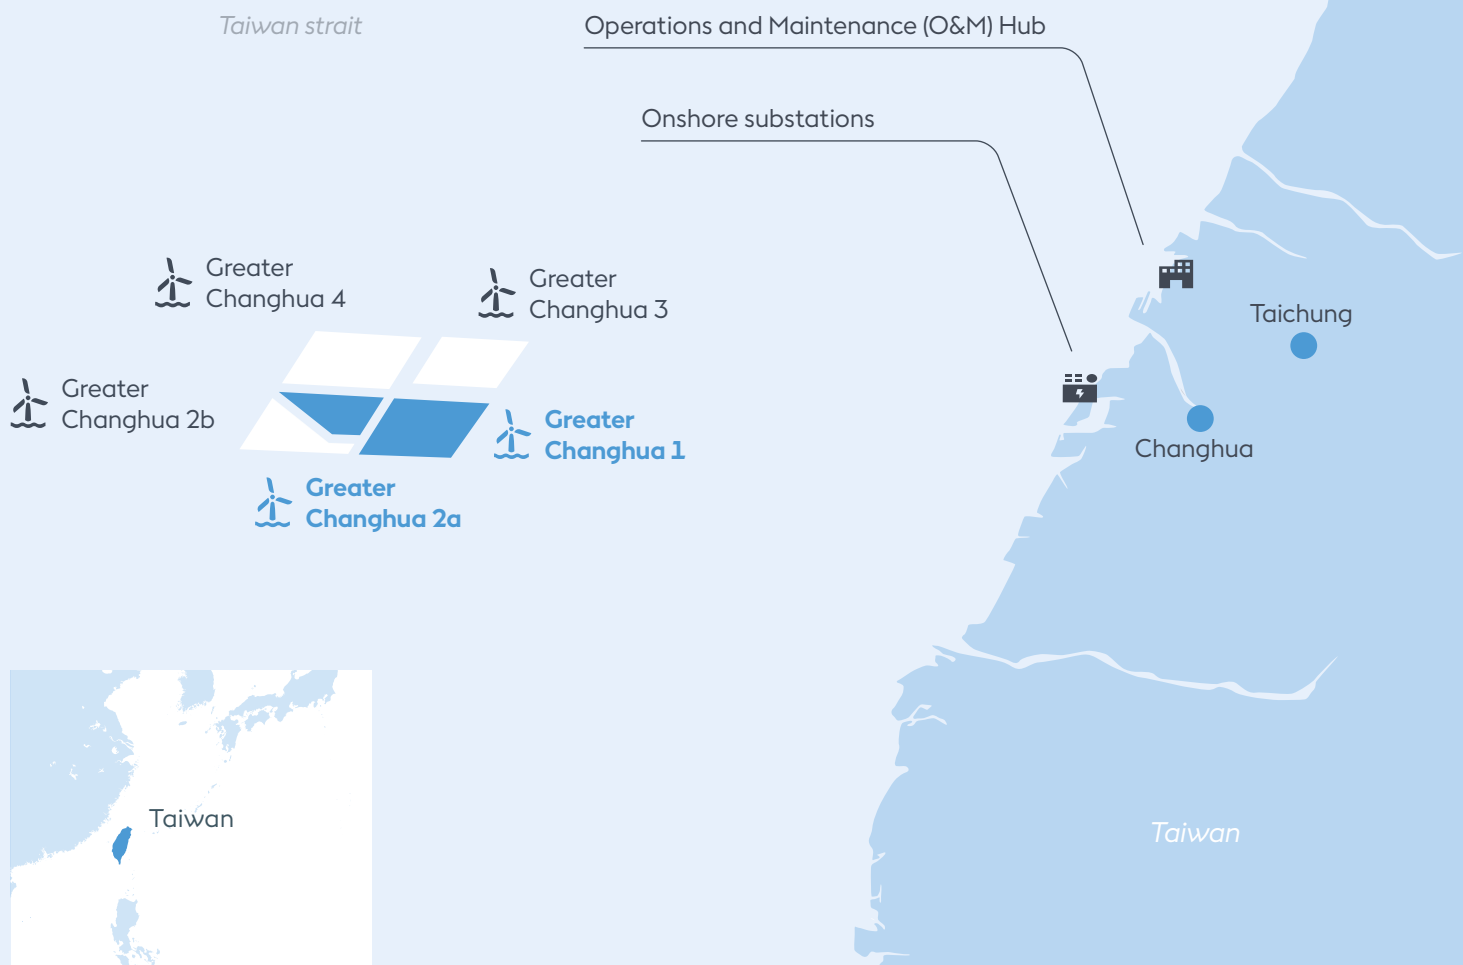 Taiwan strait
Operations and Maintenance (O&M) Hub
Onshore substations
Greater
Changhua 4
Greater
Changhua 3
Taichung
Greater
Changhua 2b
Greater
Changhua 1
Changhua
Greater
Changhua 2a
Taiwan
Taiwan